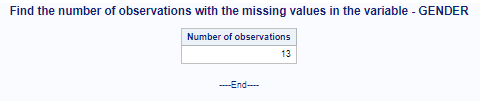 Find the number of observations with the missing values in the variable - GENDER
Number of observations
13
----End----